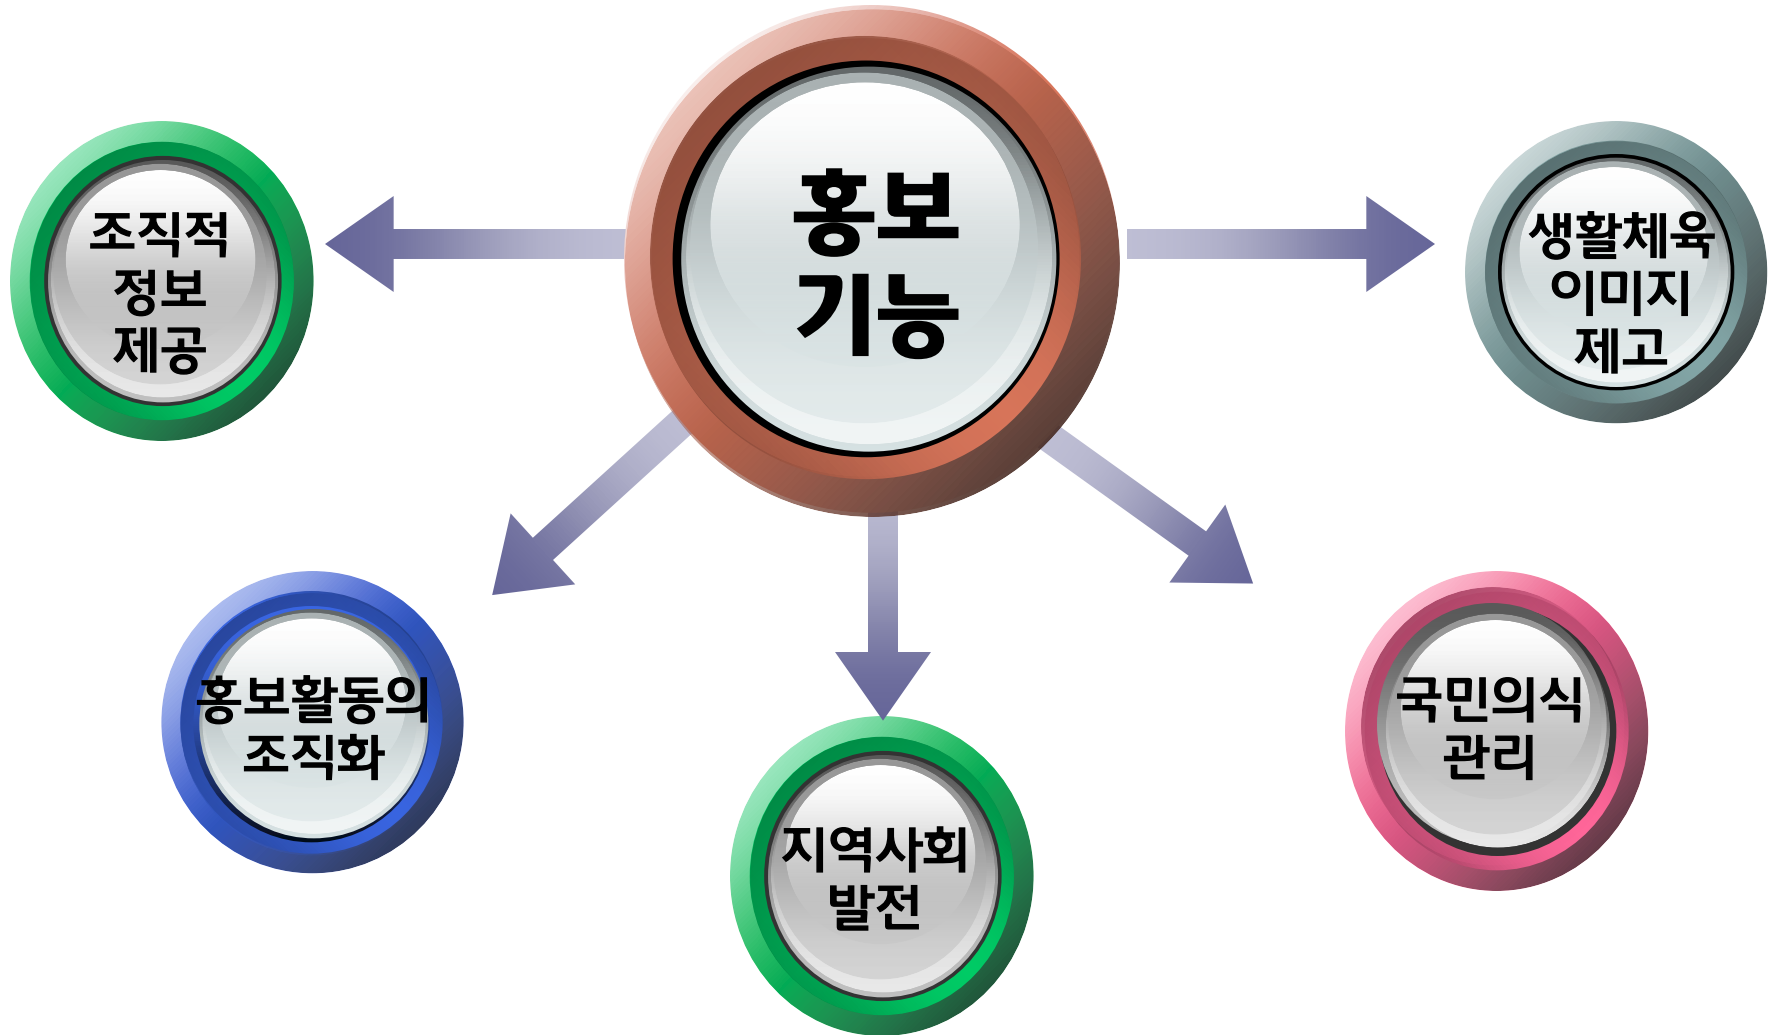 홍보
기능
조직적
정보
제공
생활체육
이미지
제고
홍보활동의
조직화
지역사회
발전
국민의식
관리